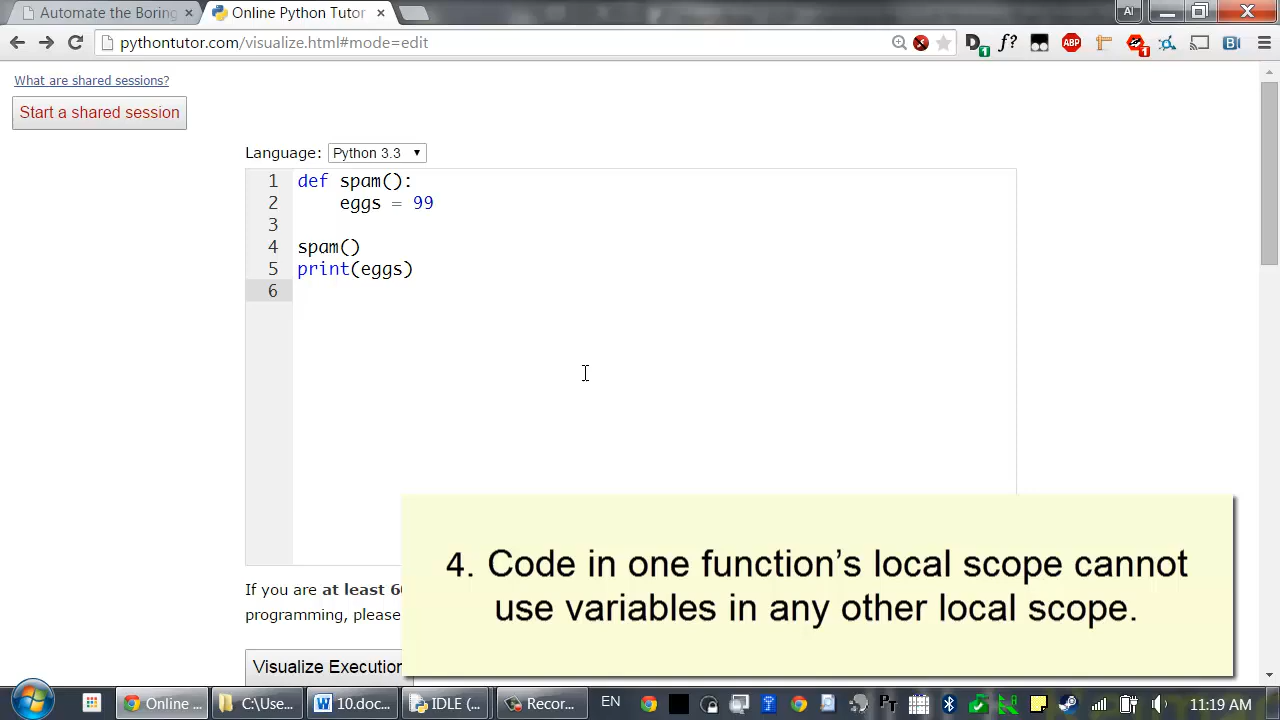 Automate the Boring
Online Python Tutor
Ai
pythontutor.com/visualize.html#mode=edit
What are shared sessions?
Start a shared session
Language: Python 3.3
1 def spam():
2 eggs = 99
3
4 spam()
5 print(eggs)
6
4. Code in one function’s local scope cannot
use variables in any other local scope.
If you are at least 6
programming, please
Visualize Execution
Online ...
C:\Use...
10.doc...
IDLE (...
Recor...
EN
11:19 AM